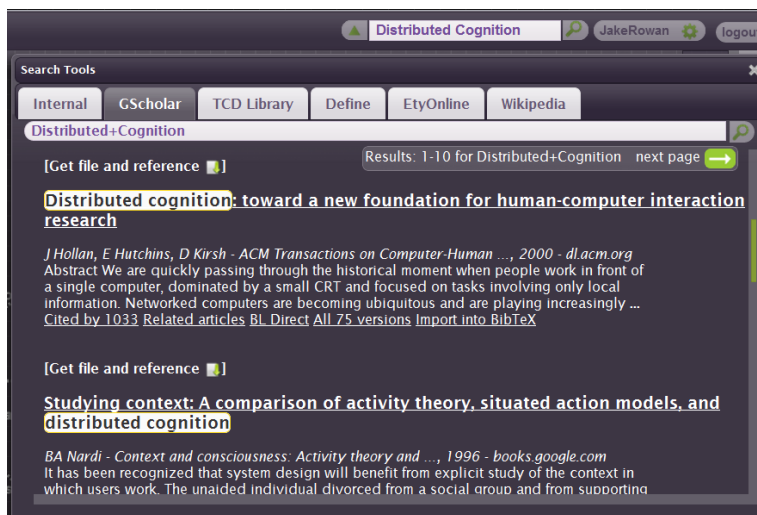 Distributed Cognition JakeRowan logou
Search Tools
Internal GScholar TCD Library Define EtyOnline Wikipedia
Distributed+Cognition
[Get file and reference ] Results: 1-10 for Distributed+Cognition next page
Distributed cognition: toward a new foundation for human-computer interaction
research
J Hollan, E Hutchins, D Kirsh - ACM Transactions on Computer-Human ..., 2000 - dl.acm.org
Abstract We are quickly passing through the historical moment when people work in front of
a single computer, dominated by a small CRT and focused on tasks involving only local
information. Networked computers are becoming ubiquitous and are playing increasingly ...
Cited by 1033 Related articles BL Direct All 75 versions Import into BibTeX
[Get file and reference ]
Studying context: A comparison of activity theory, situated action models, and
distributed cognition
BA Nardi - Context and consciousness: Activity theory and ..., 1996 - books.google.com
It has been recognized that system design will benefit from explicit study of the context in
which users work. The unaided individual divorced from a social group and from supporting